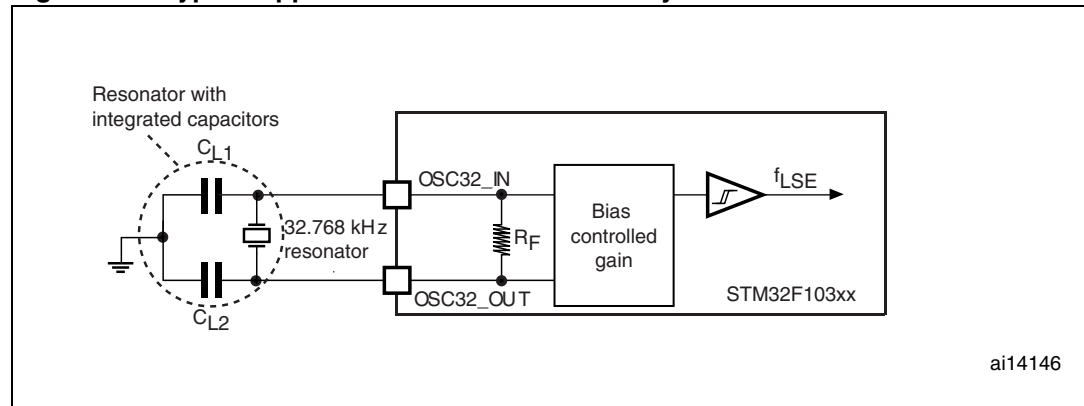 Resonator with
integrated capacitors
CL1
OSC32_IN
fLSE
32.768 kHz
resonator
RF
Bias
controlled
gain
OSC32_OUT
STM32F103xx
CL2
ai14146